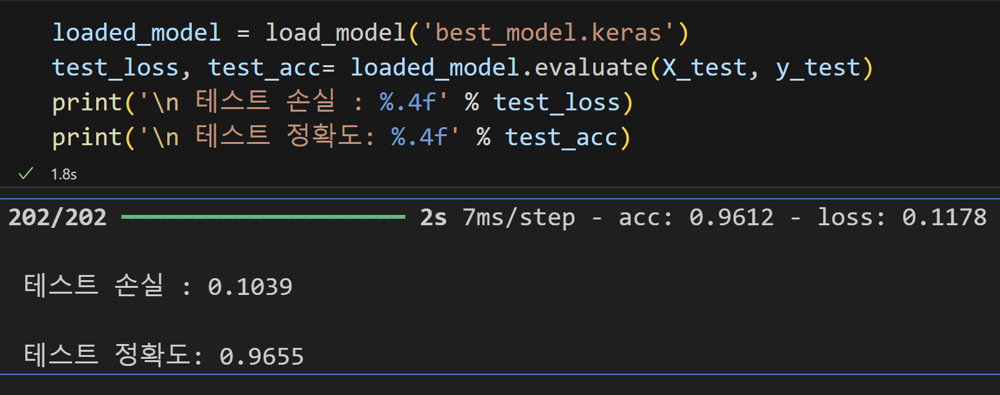 loaded_model = load_model('best_model.keras')
test_loss, test_acc= loaded_model.evaluate(X_test, y_test)
print('\n 테스트 손실 : %.4f' % test_loss)
print('\n 테스트 정확도: %.4f' % test_acc)
✓ 1.8s
202/202 ━━━━━━━━━━━━━━━━━━━━ 2s 7ms/step - acc: 0.9612 - loss: 0.1178
테스트 손실 : 0.1039
테스트 정확도: 0.9655